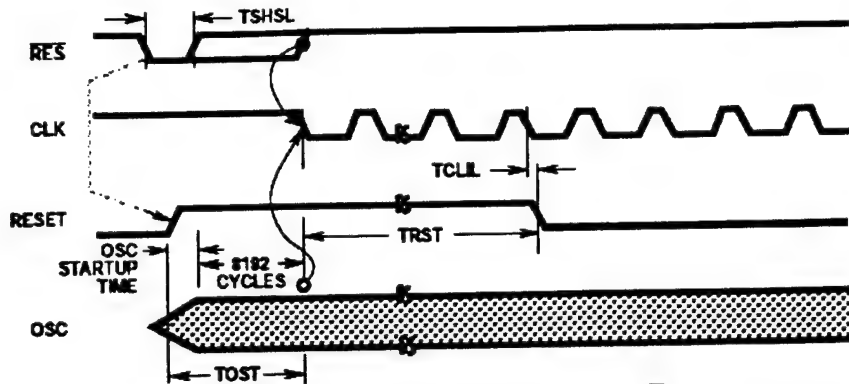 TSHSL
RES
CLK
TCLIL
RESET
TRST
OSC
STARTUP
TIME
8192
CYCLES
OSC
TOST